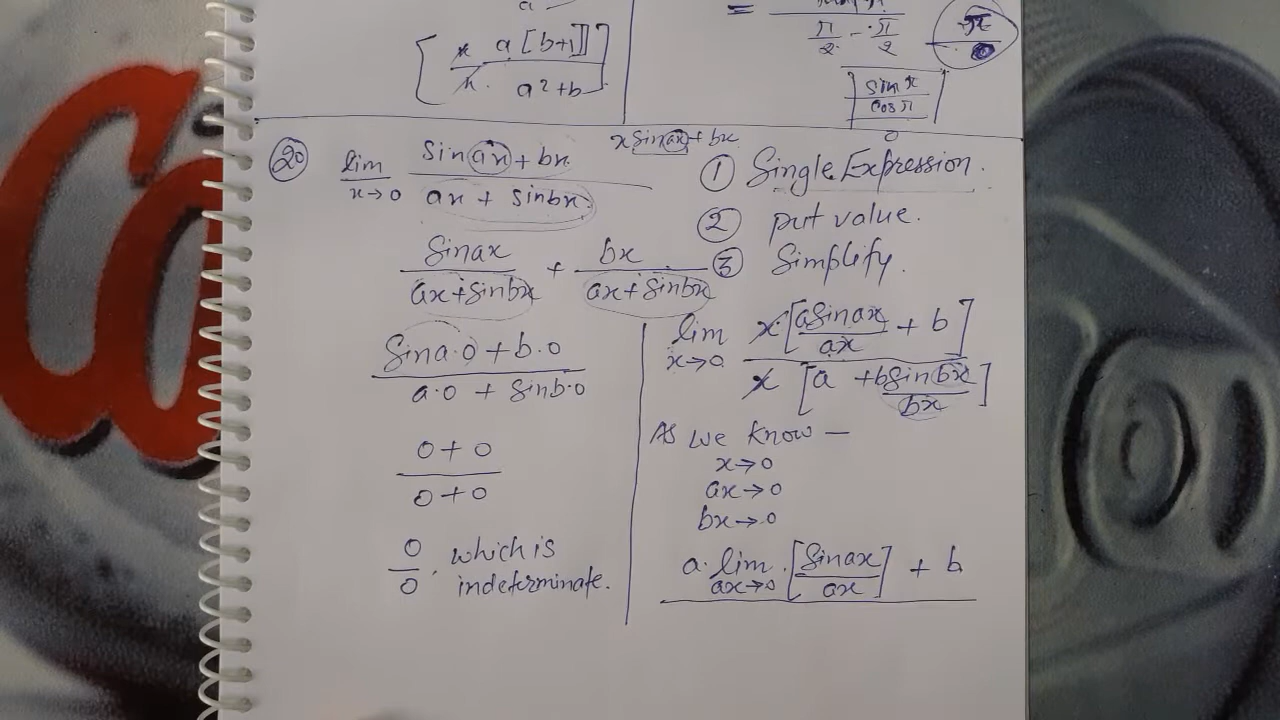 a
[ x a[b+1]] / x. a²+b ]
= / π/2 - π/2
sin x / cos π
0
x sin ax + bx
20 lim x→0 sin ax + bx / ax + sin bx
① Single Expression.
② put value.
③ Simplify.
Sin ax / ax + Sin bx + bx / ax + Sin bx
Sin a·0 + b·0 / a·0 + Sin b·0
0 + 0 / 0 + 0
0 / 0 . which is
indeterminate.
lim x→0 x[a Sin ax / ax + b] / x [a + b Sin bx / bx]
As we know —
x→0
ax→0
bx→0
a. lim ax→0 . [Sin ax / ax] + b